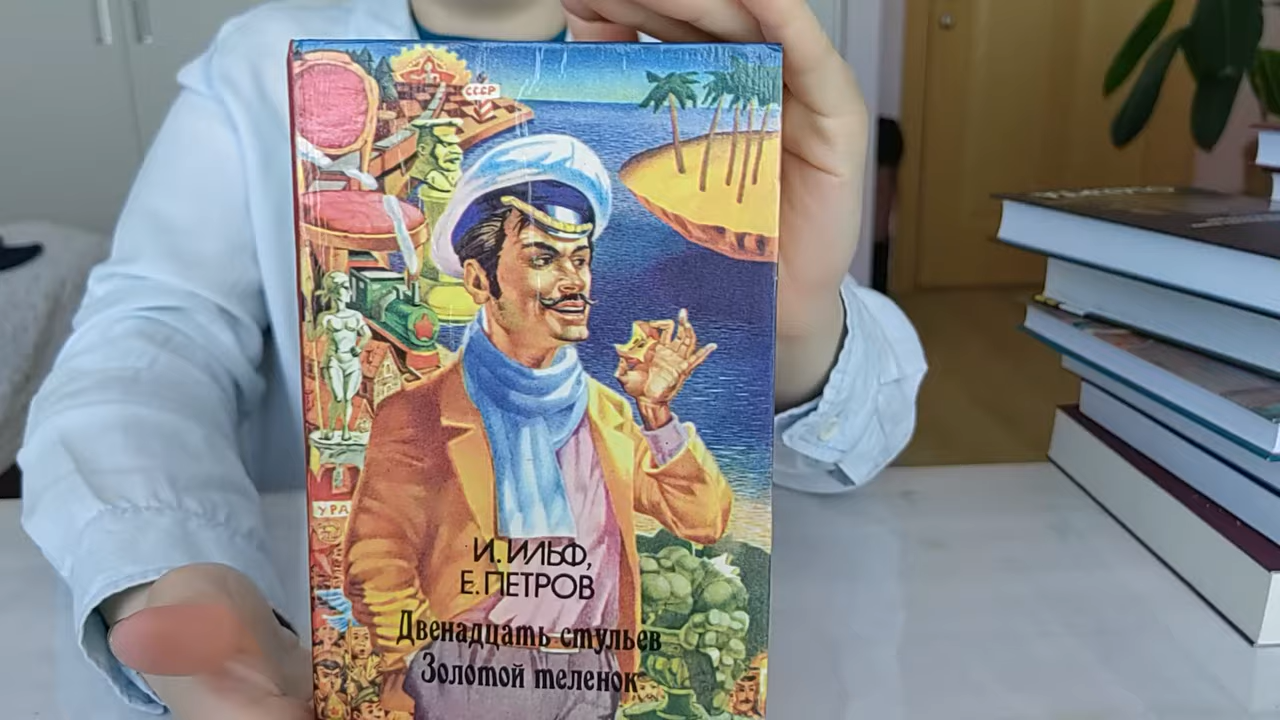 СССР
УРА
И. ИЛЬФ,
Е. ПЕТРОВ
Двенадцать стульев
Золотой теленок